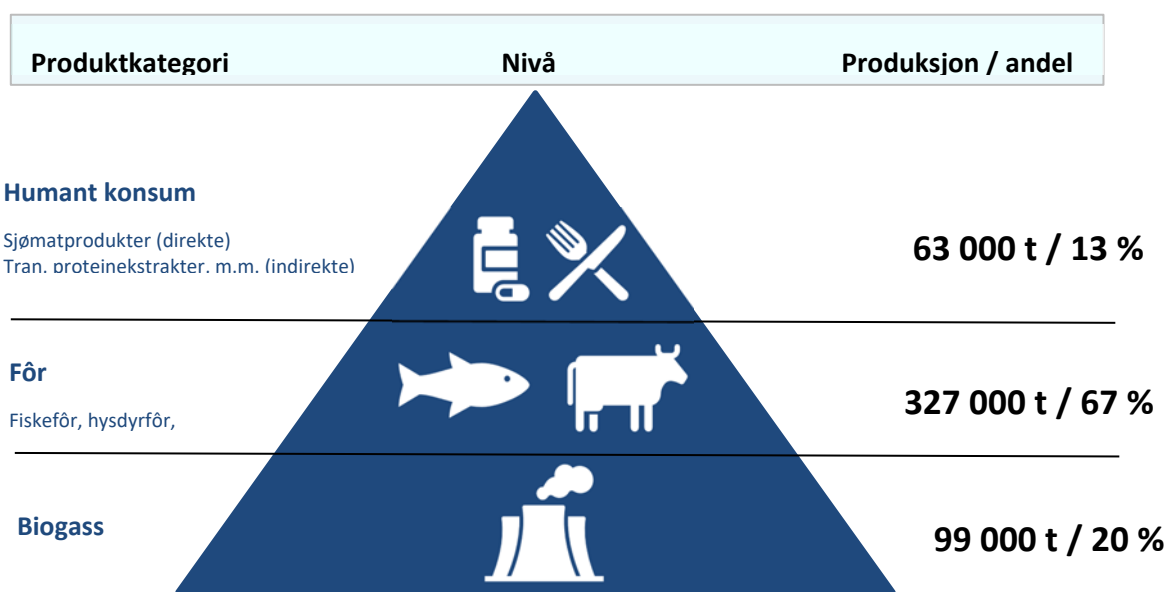 Produktkategori Nivå Produksjon / andel
Humant konsum
Sjømatprodukter (direkte)
Tran, proteinekstrakter, m.m. (indirekte)
63 000 t / 13 %
Fôr
Fiskefôr, hysdyrfôr,
327 000 t / 67 %
Biogass
99 000 t / 20 %